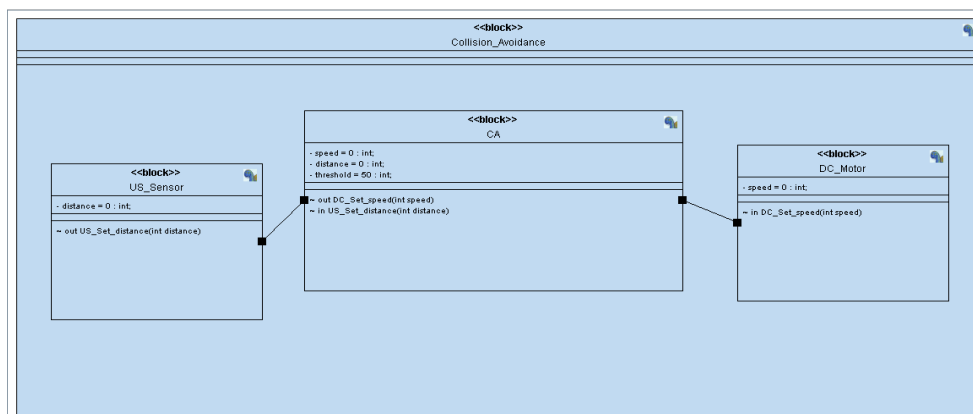 <<block>>
Collision_Avoidance
<<block>>
US_Sensor
- distance = 0 : int;
~ out US_Set_distance(int distance)
<<block>>
CA
- speed = 0 : int;
- distance = 0 : int;
- threshold = 50 : int;
~ out DC_Set_speed(int speed)
~ in US_Set_distance(int distance)
<<block>>
DC_Motor
- speed = 0 : int;
~ in DC_Set_speed(int speed)